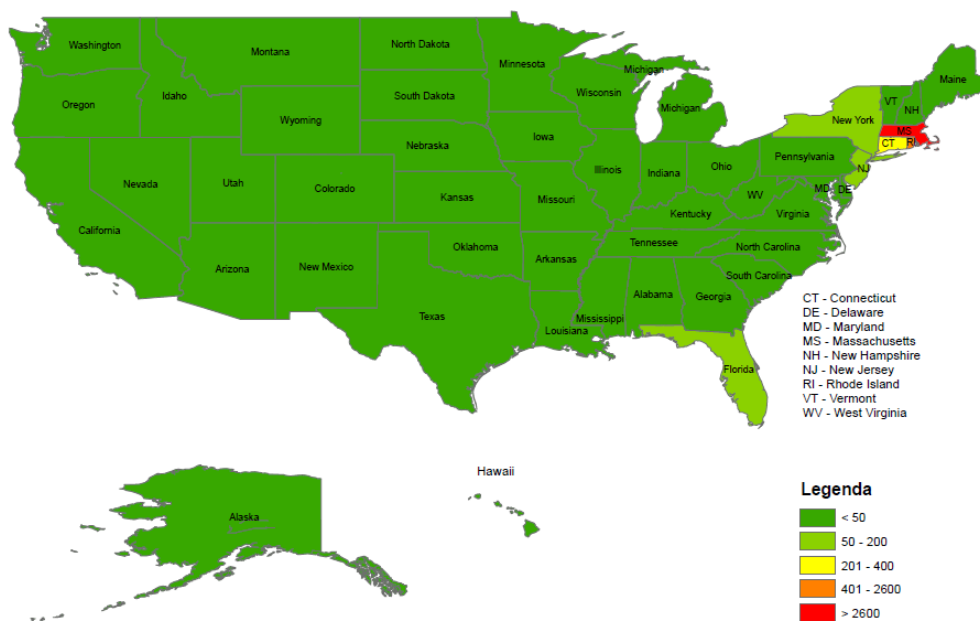 Washington
Montana
North Dakota
Minnesota
Michigan
Maine
Oregon
Idaho
Wyoming
South Dakota
Wisconsin
Michigan
New York
VT
NH
MS
CT
RI
Nevada
Utah
Colorado
Nebraska
Iowa
Illinois
Indiana
Ohio
Pennsylvania
NJ
California
Kansas
Missouri
Kentucky
WV
Virginia
MD
DE
Arizona
New Mexico
Oklahoma
Arkansas
Tennessee
North Carolina
South Carolina
Texas
Louisiana
Mississippi
Alabama
Georgia
Florida
CT - Connecticut
DE - Delaware
MD - Maryland
MS - Massachusetts
NH - New Hampshire
NJ - New Jersey
RI - Rhode Island
VT - Vermont
WV - West Virginia
Alaska
Hawaii
Legenda
< 50
50 - 200
201 - 400
401 - 2600
> 2600